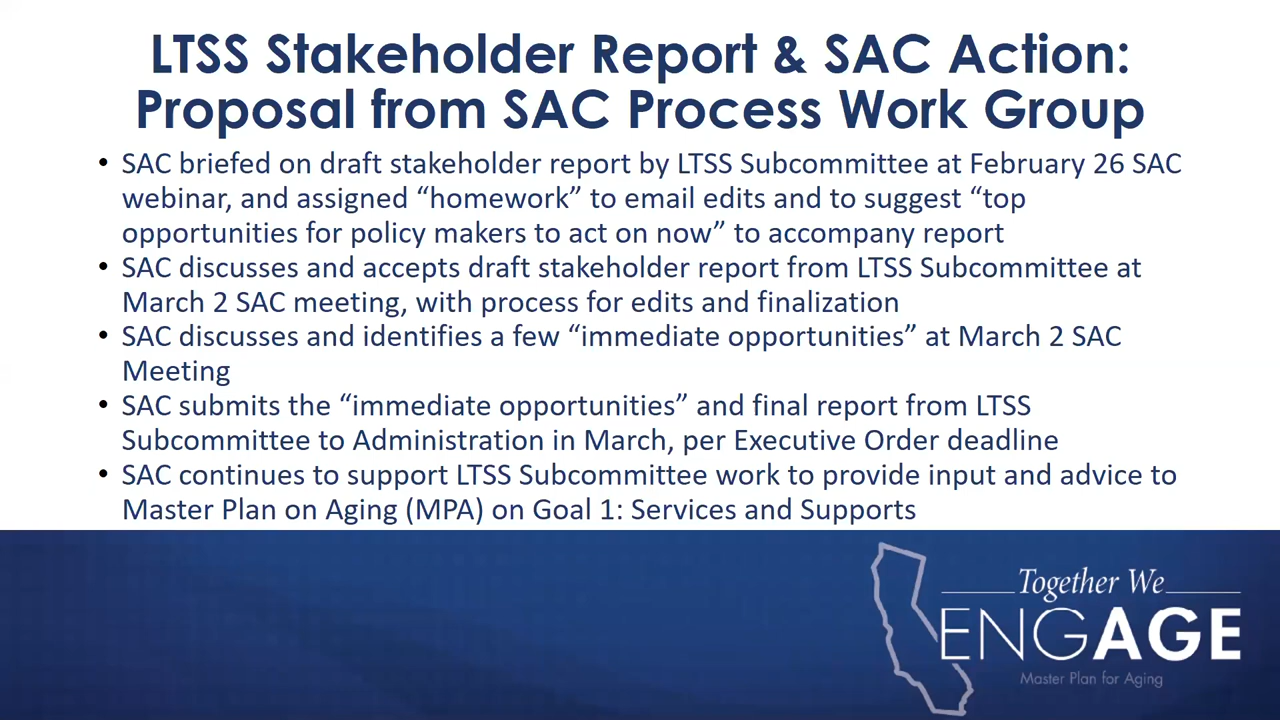 LTSS Stakeholder Report & SAC Action:
Proposal from SAC Process Work Group
• SAC briefed on draft stakeholder report by LTSS Subcommittee at February 26 SAC
webinar, and assigned “homework” to email edits and to suggest “top
opportunities for policy makers to act on now” to accompany report
• SAC discusses and accepts draft stakeholder report from LTSS Subcommittee at
March 2 SAC meeting, with process for edits and finalization
• SAC discusses and identifies a few “immediate opportunities” at March 2 SAC
Meeting
• SAC submits the “immediate opportunities” and final report from LTSS
Subcommittee to Administration in March, per Executive Order deadline
• SAC continues to support LTSS Subcommittee work to provide input and advice to
Master Plan on Aging (MPA) on Goal 1: Services and Supports
Together We
ENGAGE
Master Plan for Aging